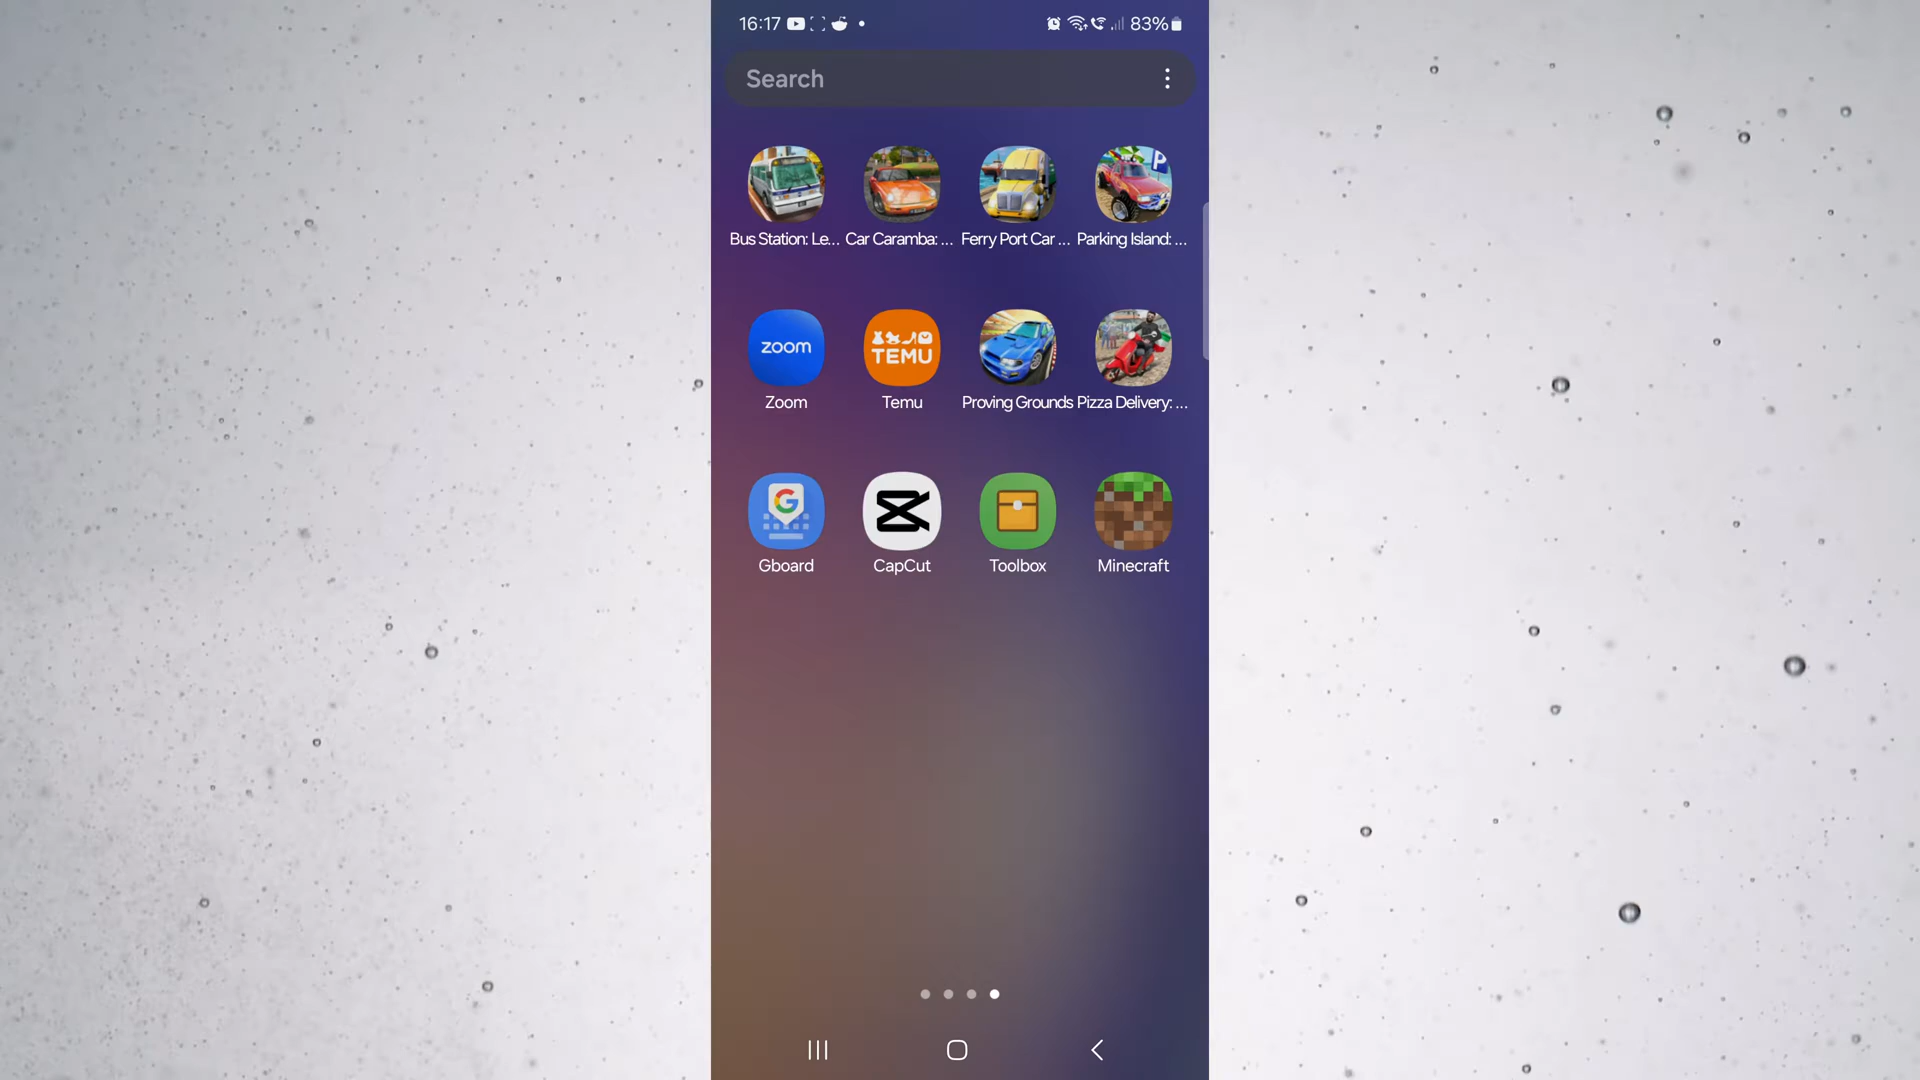 16:17
83%
Search
P
Bus Station: Le... Car Caramba: ... Ferry Port Car ... Parking Island: ...
zoom
TEMU
Zoom Temu Proving Grounds Pizza Delivery: ...
G
Gboard CapCut Toolbox Minecraft